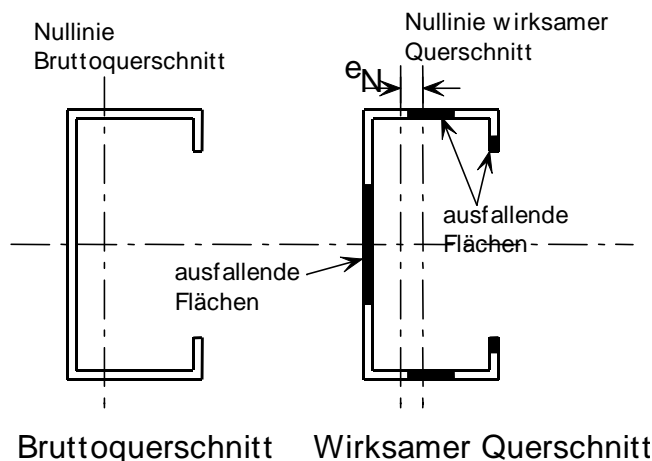 Nullinie
Bruttoquerschnitt
Nullinie wirksamer
Querschnitt
eN
ausfallende
Flächen
ausfallende
Flächen
Bruttoquerschnitt
Wirksamer Querschnitt